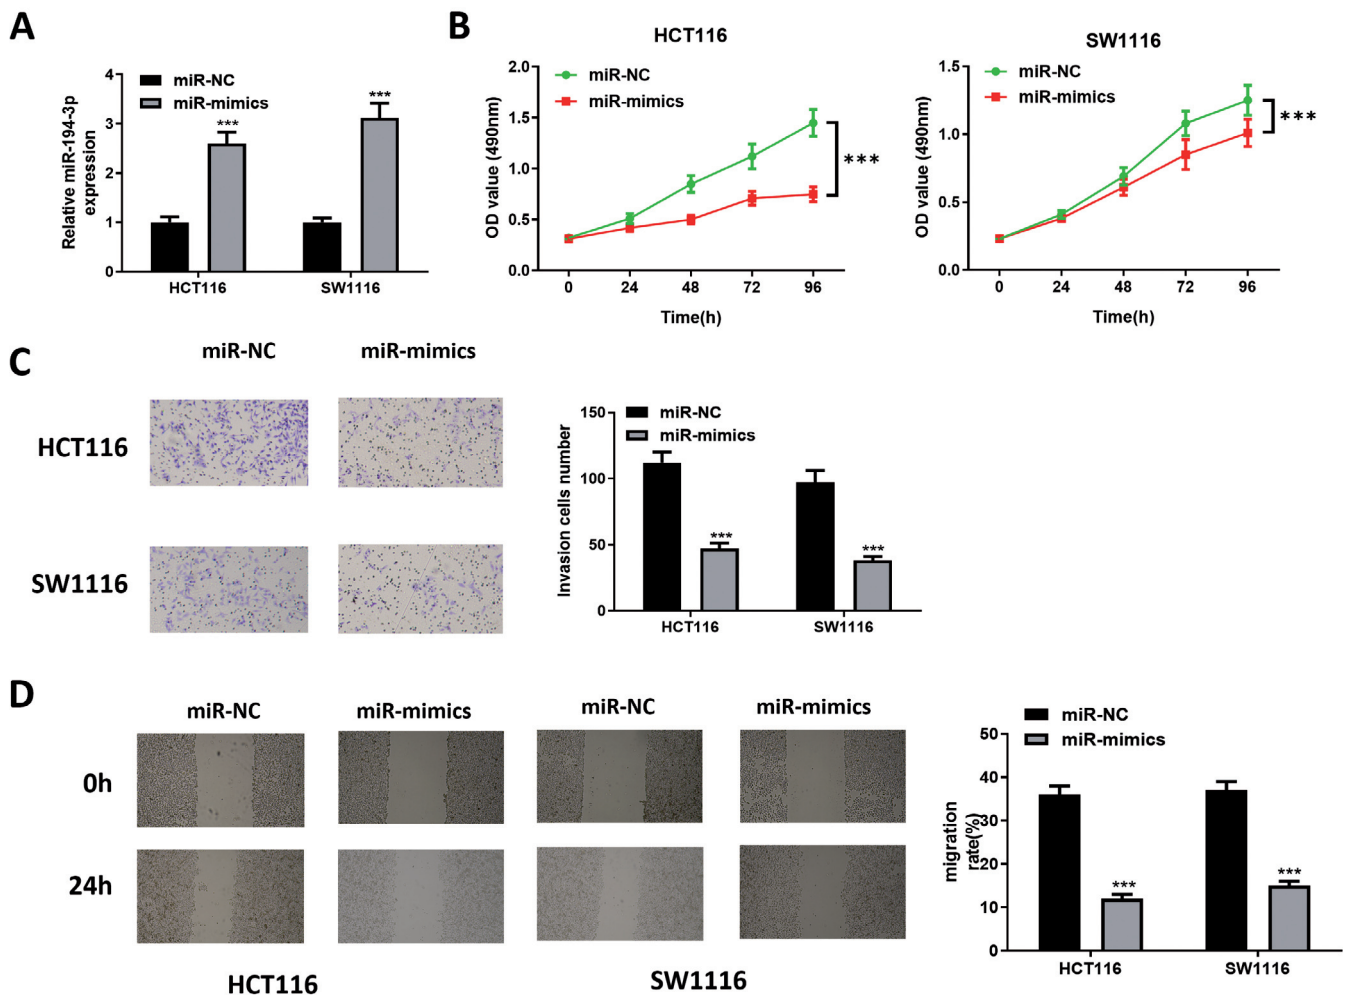 A
miR-NC
miR-mimics
Relative miR-194-3p
expression
4
3
2
1
0
***
***
HCT116
SW1116
B
HCT116
miR-NC
miR-mimics
OD value (490nm)
2.0
1.5
1.0
0.5
0.0
***
0 24 48 72 96
Time(h)
SW1116
miR-NC
miR-mimics
OD value (490nm)
1.5
1.0
0.5
0.0
***
0 24 48 72 96
Time(h)
C
miR-NC
miR-mimics
HCT116
SW1116
miR-NC
miR-mimics
Invasion cells number
150
100
50
0
***
***
HCT116
SW1116
D
miR-NC
miR-mimics
miR-NC
miR-mimics
0h
24h
HCT116
SW1116
miR-NC
miR-mimics
migration
rate(%)
50
40
30
20
10
0
***
***
HCT116
SW1116